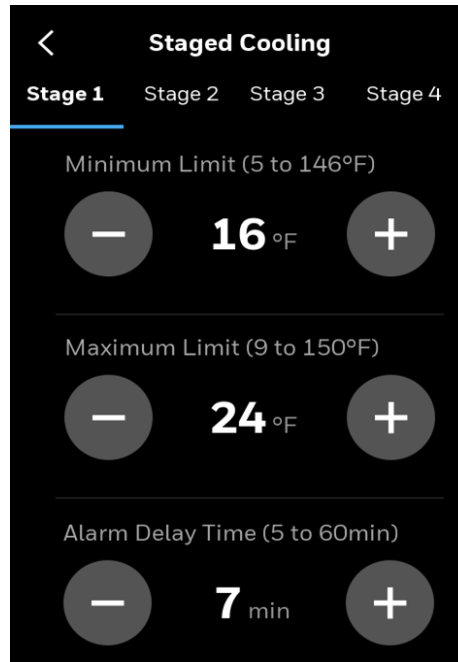 Staged Cooling
Stage 1 Stage 2 Stage 3 Stage 4
Minimum Limit (5 to 146°F)
16 °F
Maximum Limit (9 to 150°F)
24 °F
Alarm Delay Time (5 to 60min)
7 min